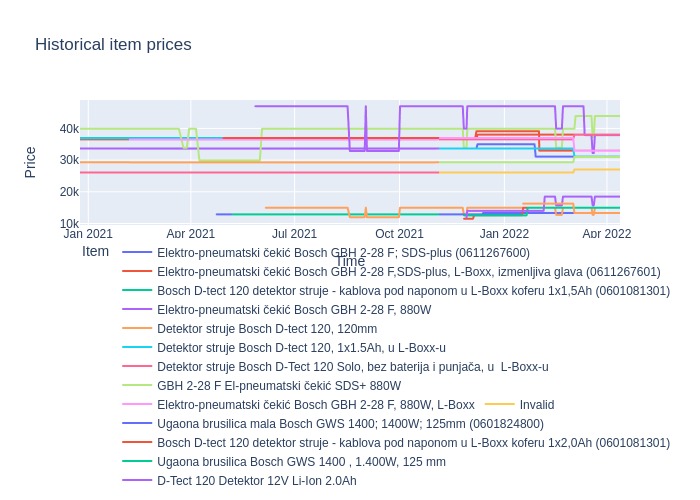 Historical item prices
Price
40k
30k
20k
10k
Jan 2021 Apr 2021 Jul 2021 Oct 2021 Jan 2022 Apr 2022
Time
Item
Elektro-pneumatski čekić Bosch GBH 2-28 F; SDS-plus (0611267600)
Elektro-pneumatski čekić Bosch GBH 2-28 F,SDS-plus, L-Boxx, izmenljiva glava (0611267601)
Bosch D-tect 120 detektor struje - kablova pod naponom u L-Boxx koferu 1x1,5Ah (0601081301)
Elektro-pneumatski čekić Bosch GBH 2-28 F, 880W
Detektor struje Bosch D-tect 120, 120mm
Detektor struje Bosch D-tect 120, 1x1.5Ah, u L-Boxx-u
Detektor struje Bosch D-Tect 120 Solo, bez baterija i punjača, u L-Boxx-u
GBH 2-28 F El-pneumatski čekić SDS+ 880W
Elektro-pneumatski čekić Bosch GBH 2-28 F, 880W, L-Boxx Invalid
Ugaona brusilica mala Bosch GWS 1400; 1400W; 125mm (0601824800)
Bosch D-tect 120 detektor struje - kablova pod naponom u L-Boxx koferu 1x2,0Ah (0601081301)
Ugaona brusilica Bosch GWS 1400 , 1.400W, 125 mm
D-Tect 120 Detektor 12V Li-Ion 2.0Ah